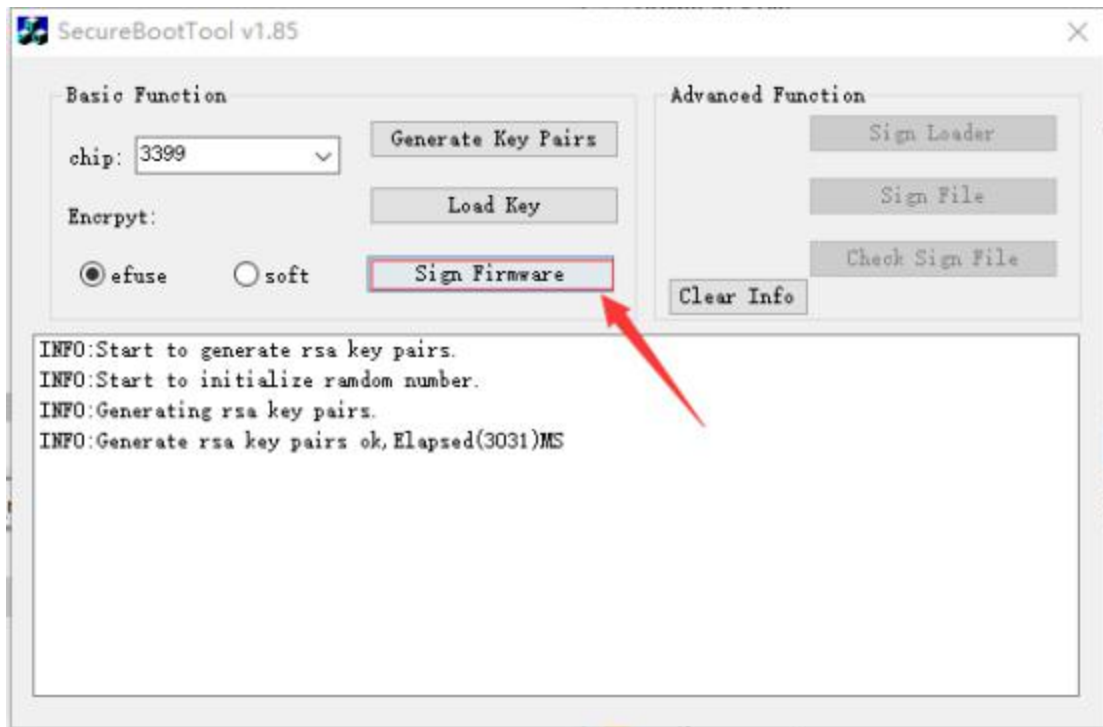 SecureBootTool v1.85
Basic Function
chip: 3399
Generate Key Pairs
Encrpyt:
Load Key
efuse
soft
Sign Firmware
Advanced Function
Sign Loader
Sign File
Check Sign File
Clear Info
INFO:Start to generate rsa key pairs.
INFO:Start to initialize ramdom number.
INFO:Generating rsa key pairs.
INFO:Generate rsa key pairs ok,Elapsed(3031)MS